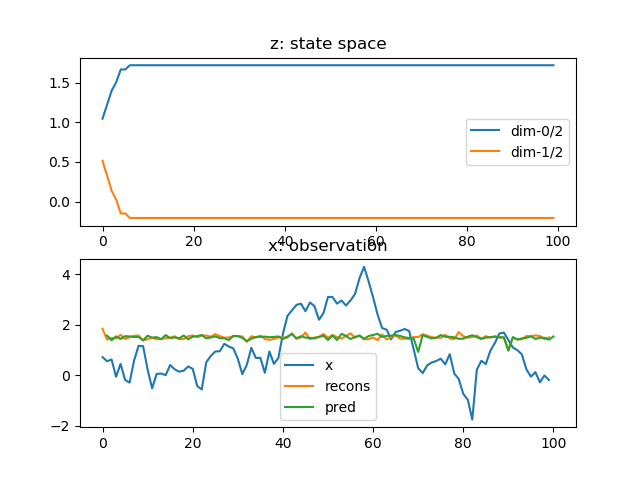 z: state space
1.5
1.0
0.5
0.0
dim-0/2
dim-1/2
0 20 40 60 80 100
x: observation
4
2
0
−2
x
recons
pred
0 20 40 60 80 100